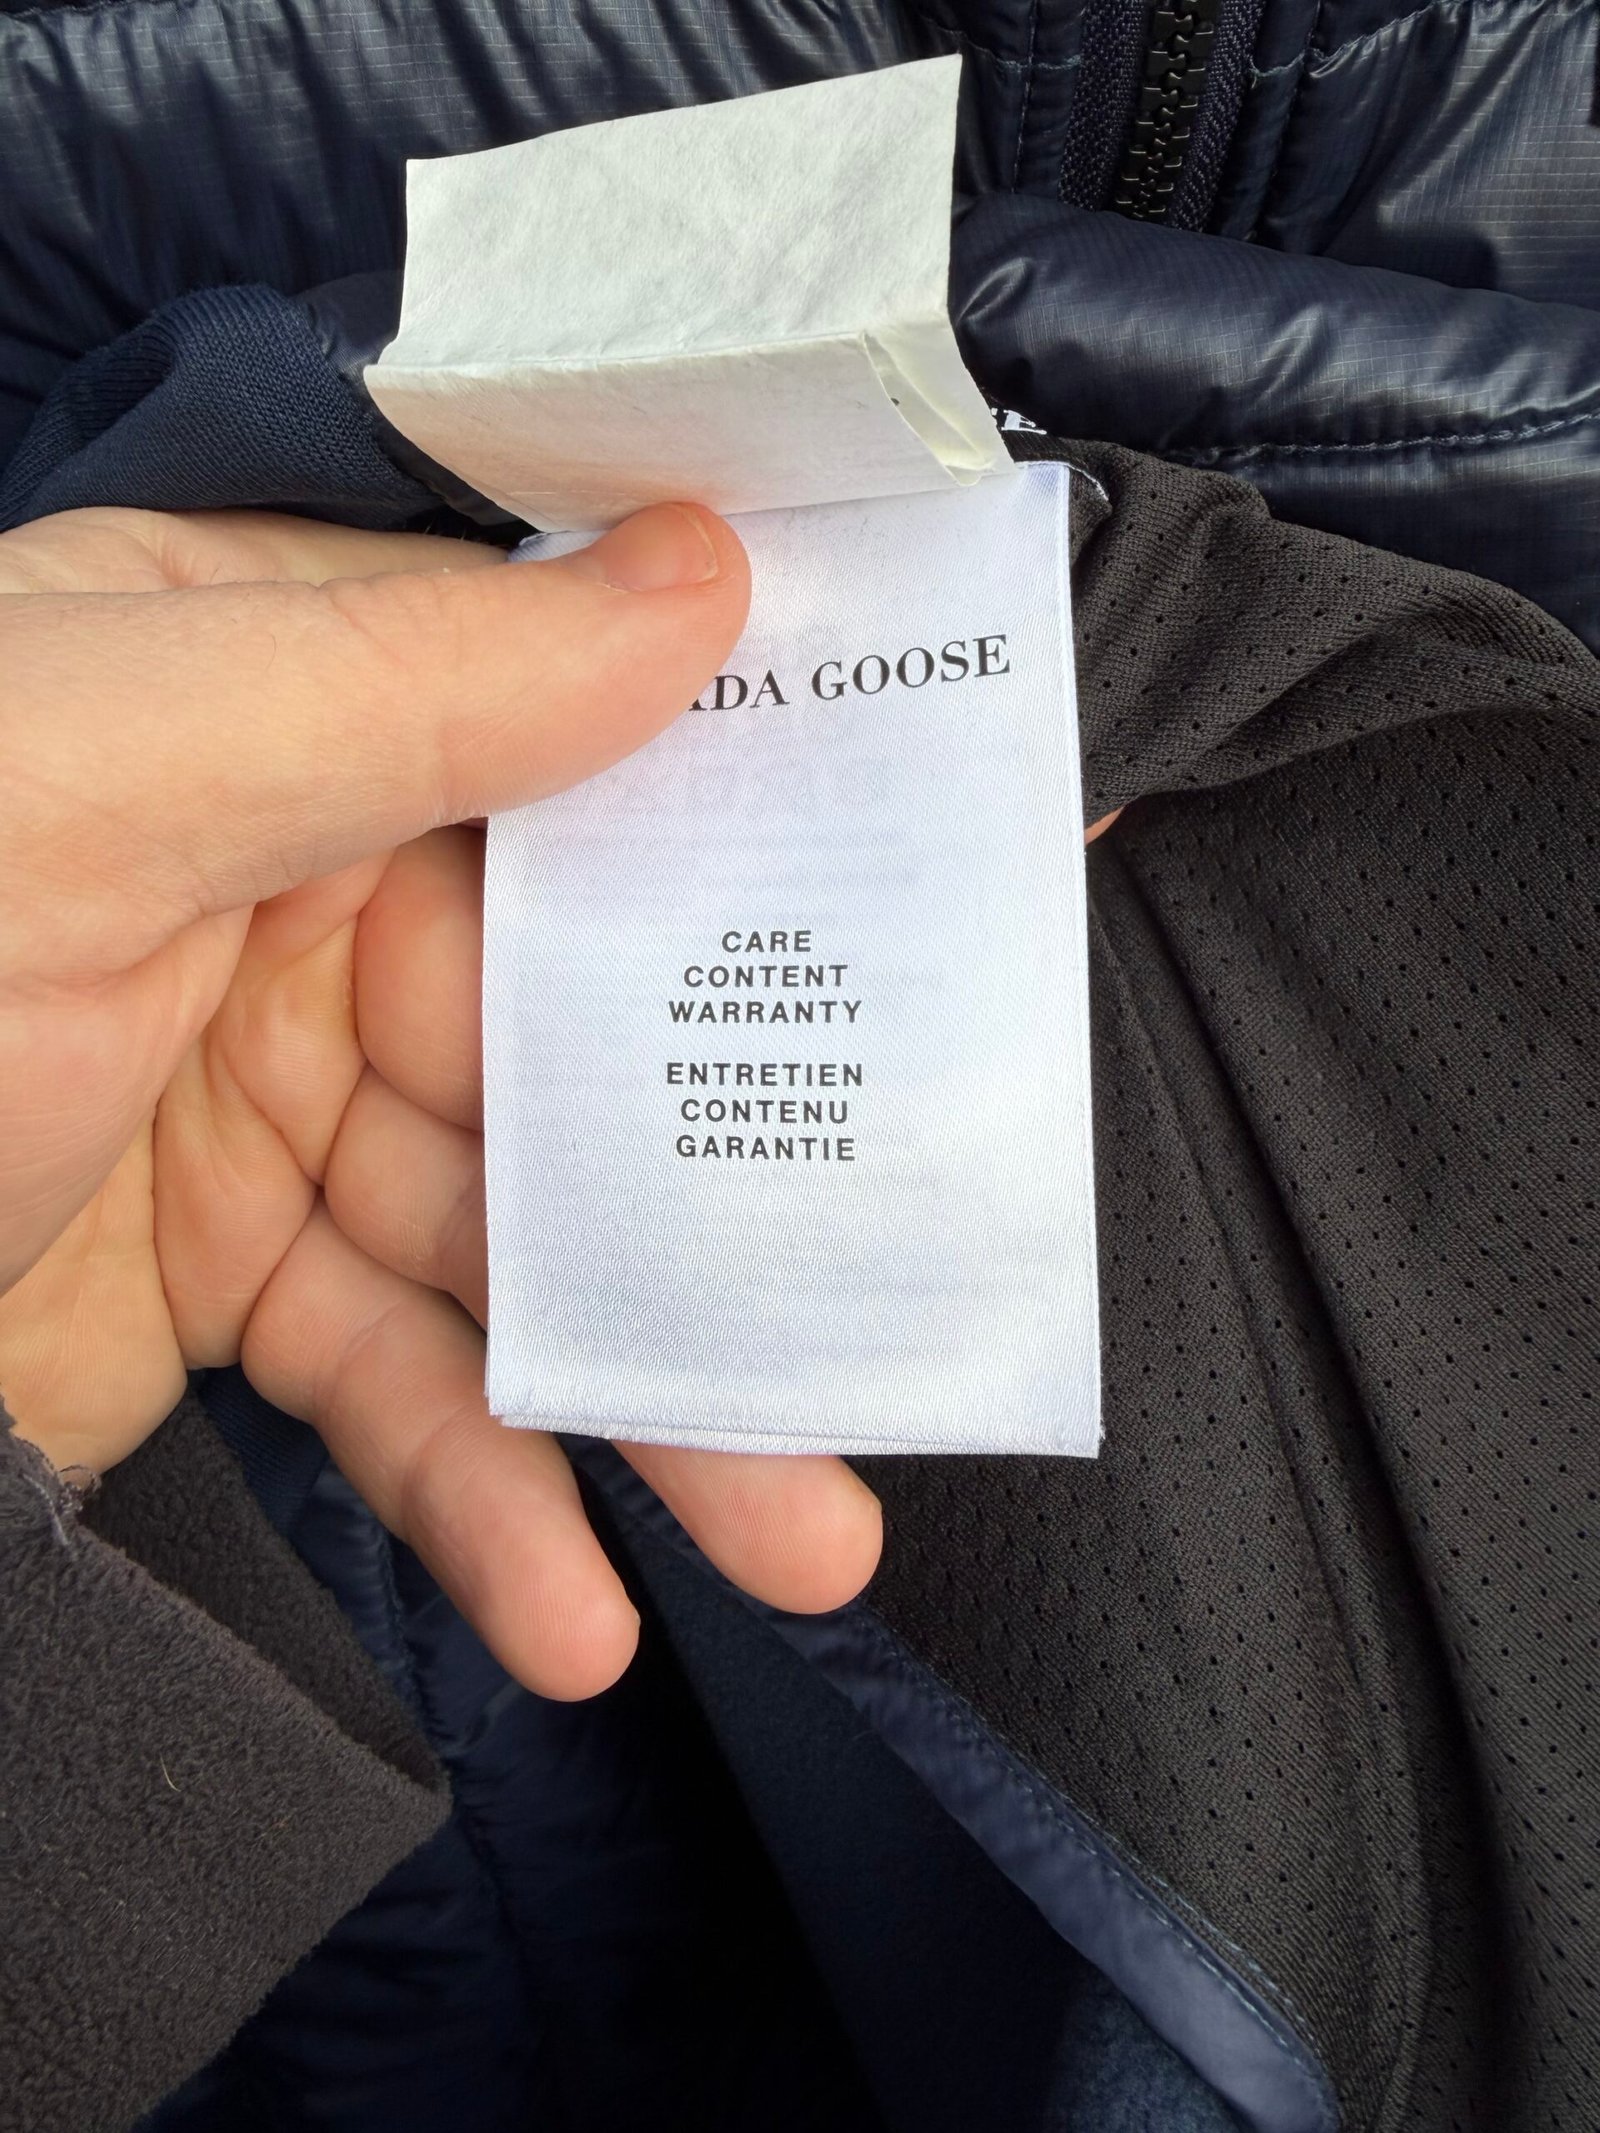 ADA GOOSE
CARE
CONTENT
WARRANTY
ENTRETIEN
CONTENU
GARANTIE